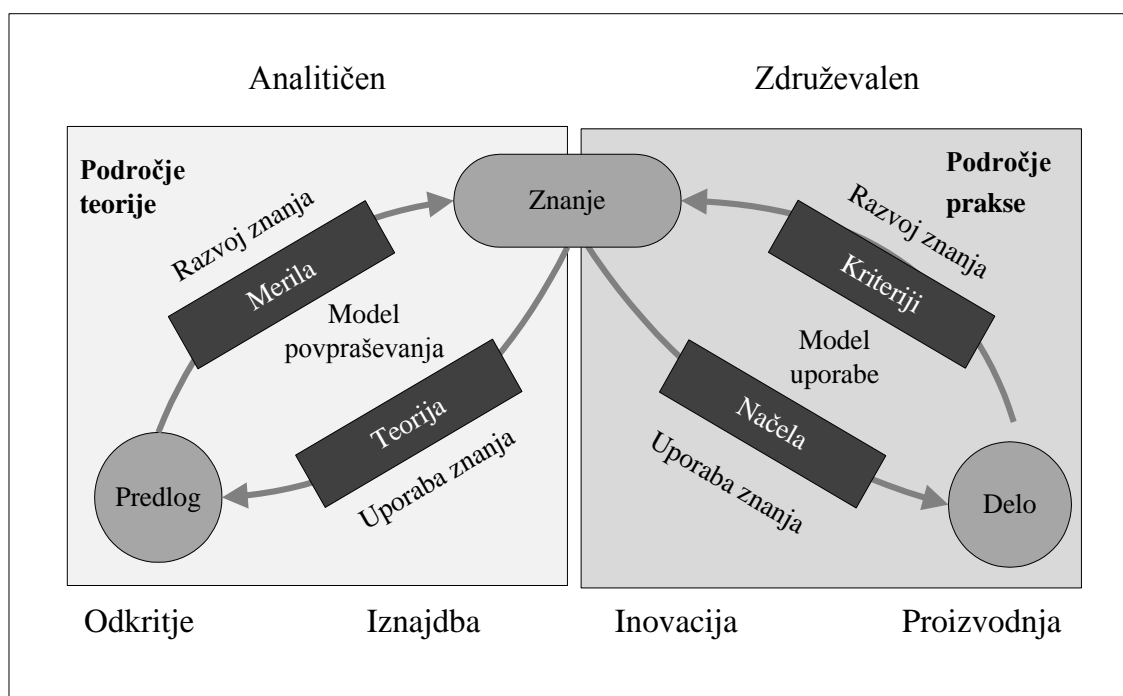 Analitičen
Združevalen
Področje
teorije
Razvoj znanja
Merila
Model
povpraševanja
Teorija
Uporaba znanja
Predlog
Znanje
Področje
prakse
Razvoj znanja
Kriteriji
Model
uporabe
Načela
Uporaba znanja
Delo
Odkritje
Iznajdba
Inovacija
Proizvodnja